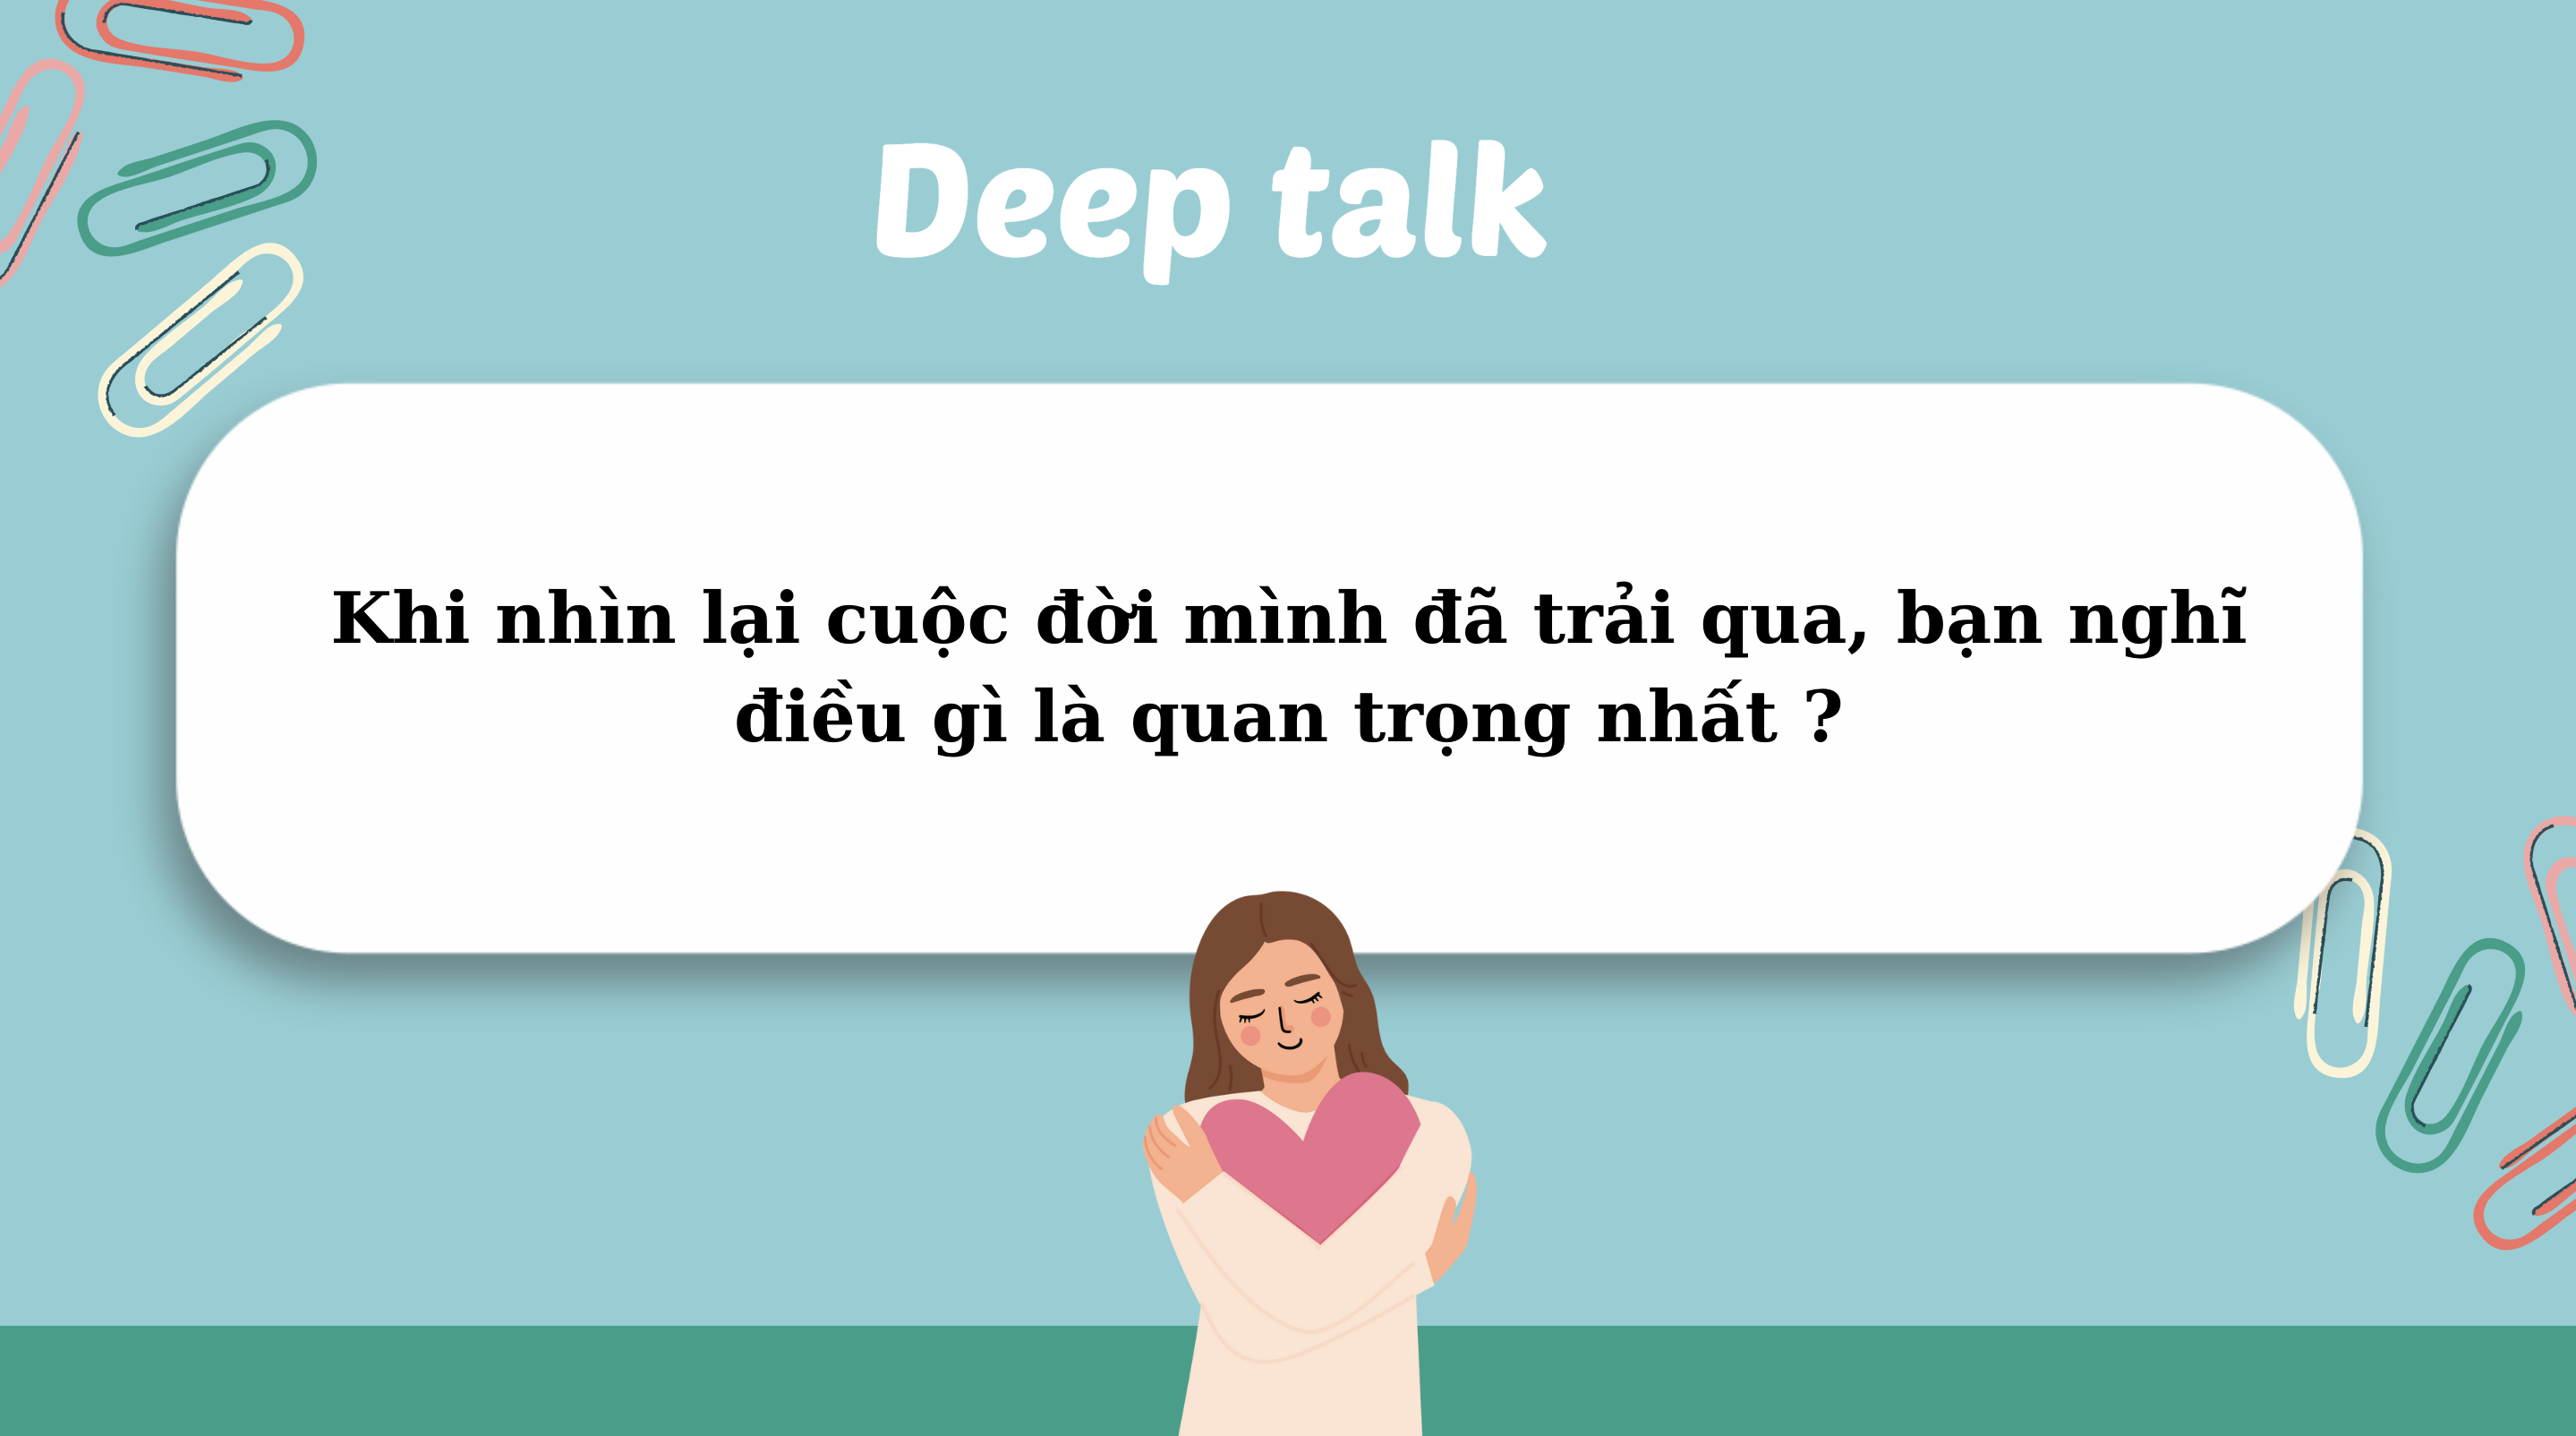 Deep talk
Khi nhìn lại cuộc đời mình đã trải qua, bạn nghĩ
điều gì là quan trọng nhất ?